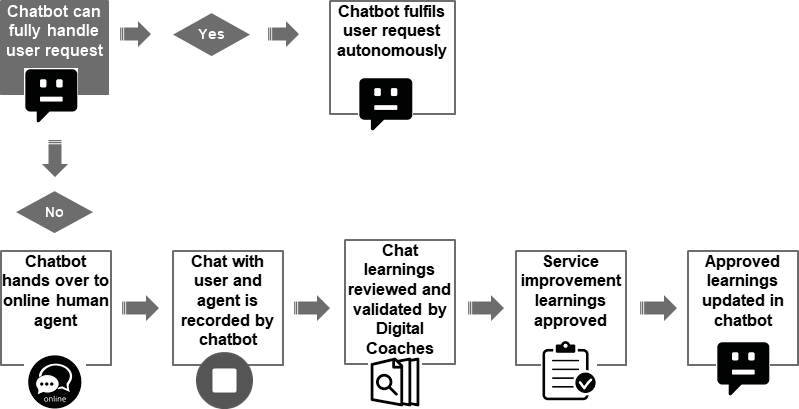 Chatbot can
fully handle
user request
Yes
Chatbot fulfils
user request
autonomously
No
Chatbot
hands over to
online human
agent
online
Chat with
user and
agent is
recorded by
chatbot
Chat
learnings
reviewed and
validated by
Digital
Coaches
Service
improvement
learnings
approved
Approved
learnings
updated in
chatbot